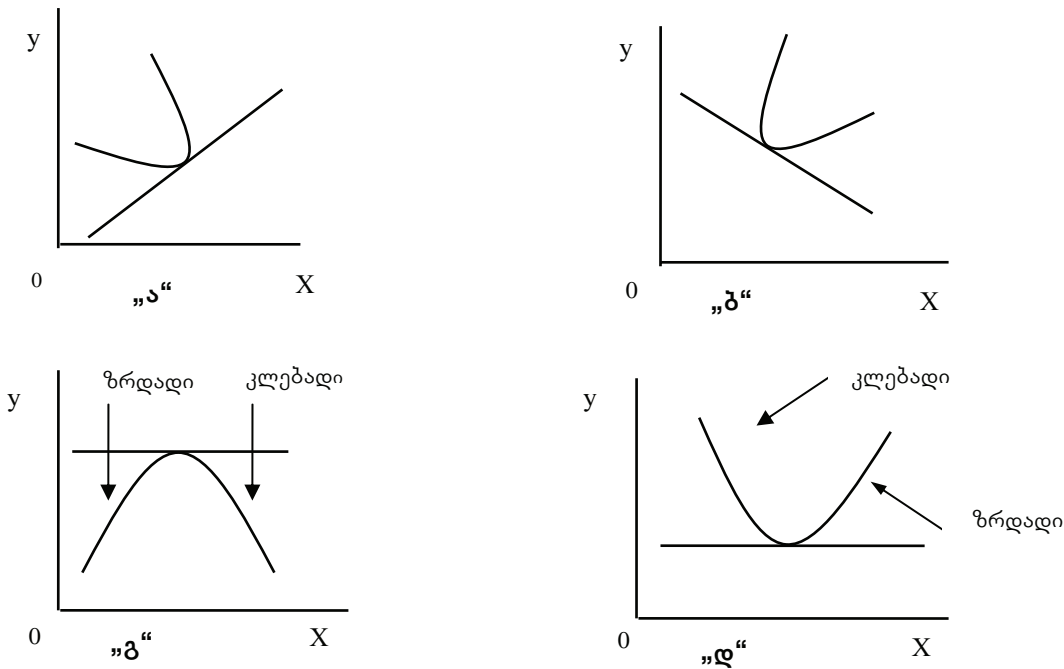 y
y
0 X
„ა“
0 X
„ბ“
ზრდადი კლებადი
y
კლებადი
y
ზრდადი
0 X
„გ“
0 X
„დ“